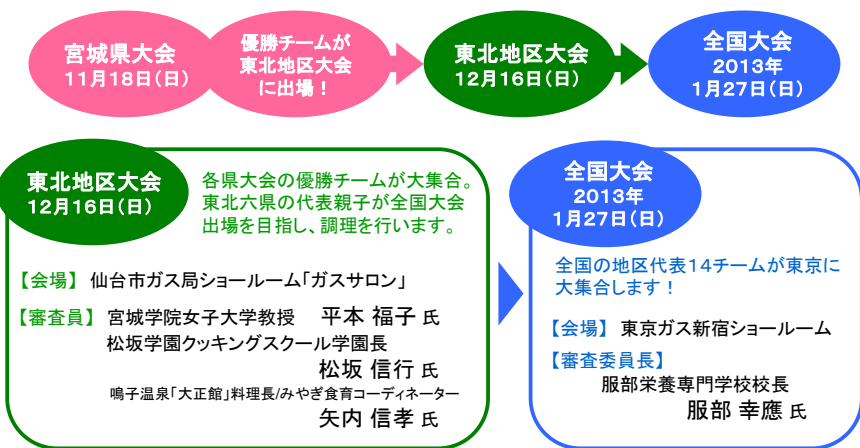 宮城県大会
11月18日(日)
優勝チームが
東北地区大会
に出場！
東北地区大会
12月16日(日)
全国大会
2013年
1月27日(日)
東北地区大会
12月16日(日)
各県大会の優勝チームが大集合。
東北六県の代表親子が全国大会
出場を目指し、調理を行います。
【会場】 仙台市ガス局ショールーム「ガスサロン」
【審査員】 宮城学院女子大学教授 平本 福子 氏
松坂学園クッキングスクール学園長
松坂 信行 氏
鳴子温泉「大正館」料理長/みやぎ食育コーディネーター
矢内 信孝 氏
全国大会
2013年
1月27日(日)
全国の地区代表14チームが東京に
大集合します！
【会場】 東京ガス新宿ショールーム
【審査委員長】
服部栄養専門学校校長
服部 幸應 氏